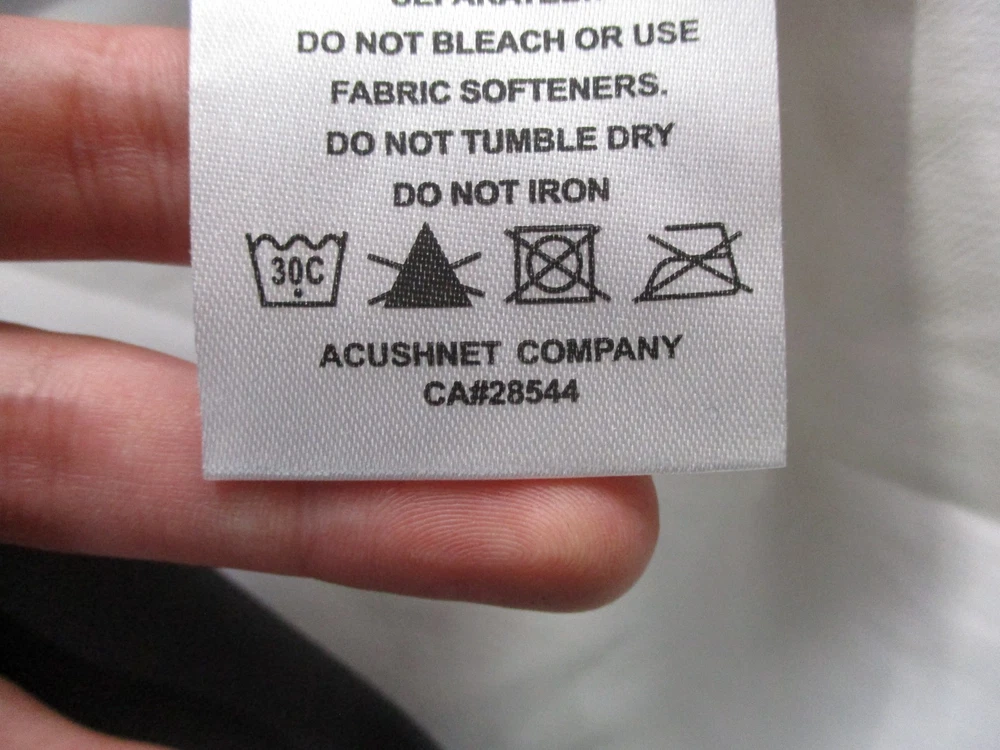 DO NOT BLEACH OR USE
FABRIC SOFTENERS.
DO NOT TUMBLE DRY
DO NOT IRON
30C
ACUSHNET COMPANY
CA#28544